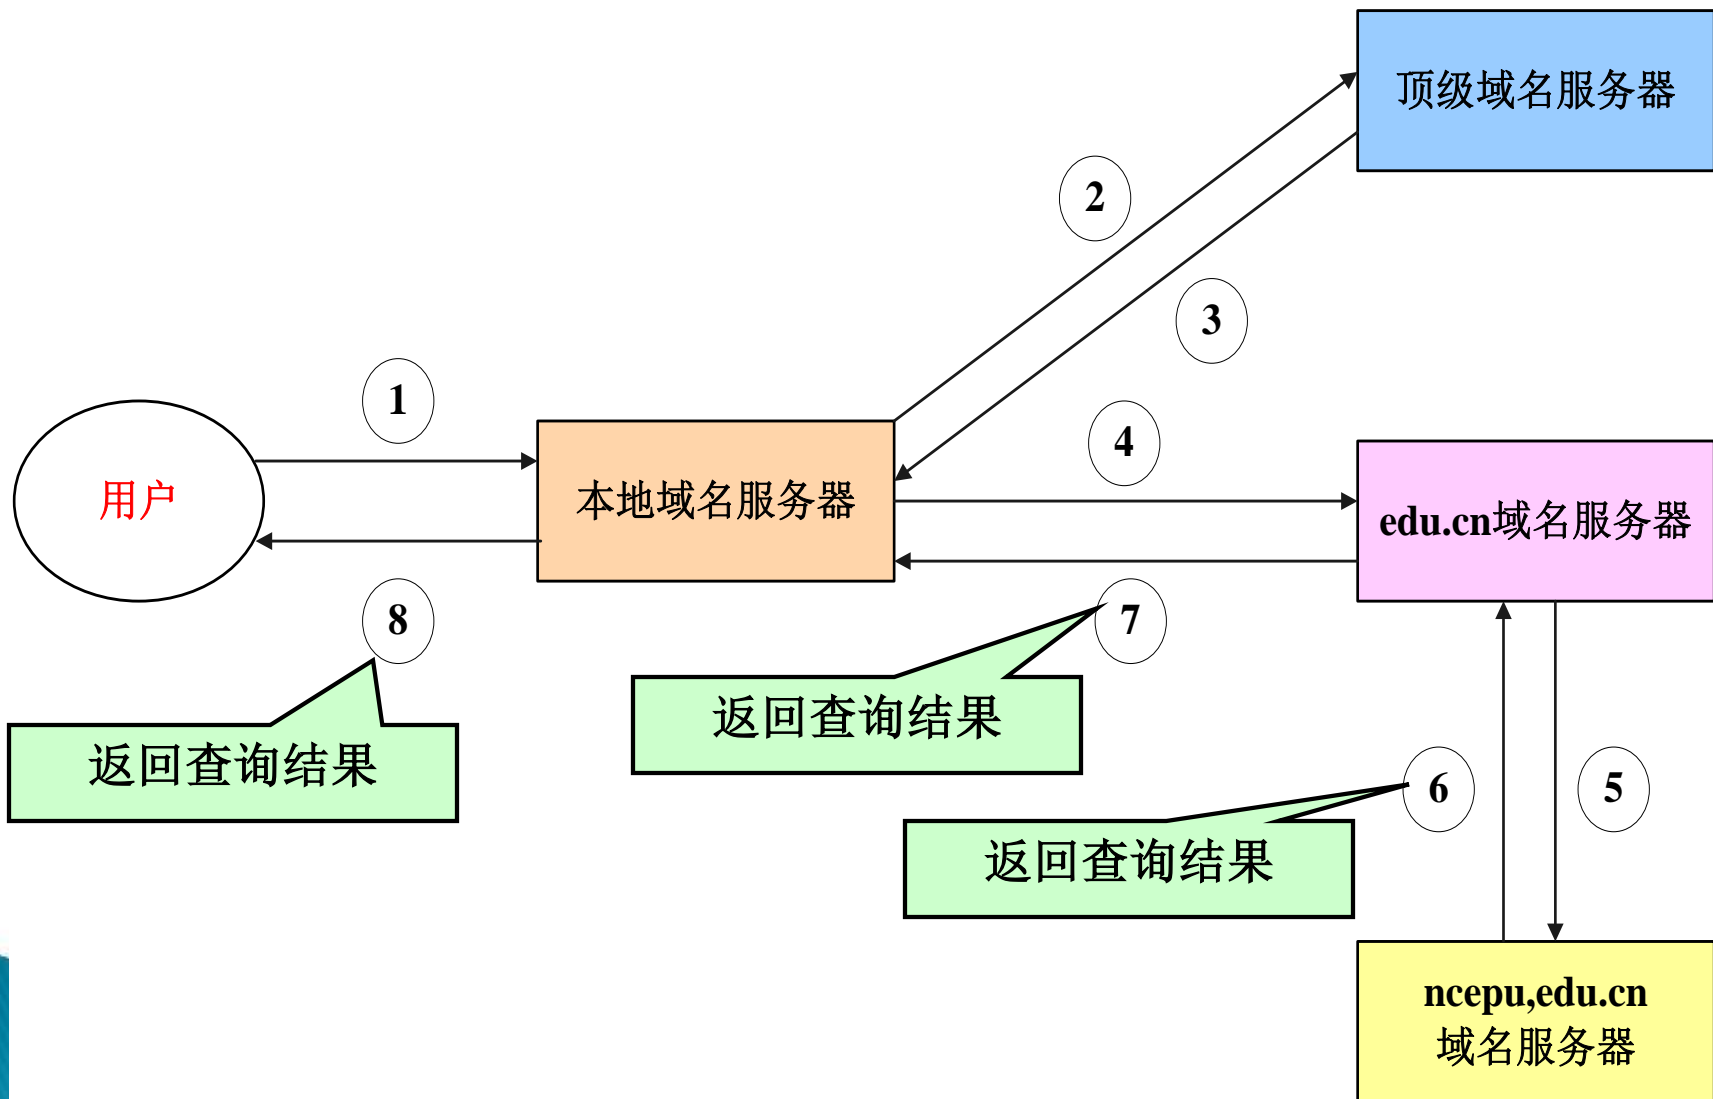 顶级域名服务器
2
3
1
4
用户
本地域名服务器
edu.cn域名服务器
8
7
返回查询结果
返回查询结果
6
5
返回查询结果
ncepu,edu.cn
域名服务器